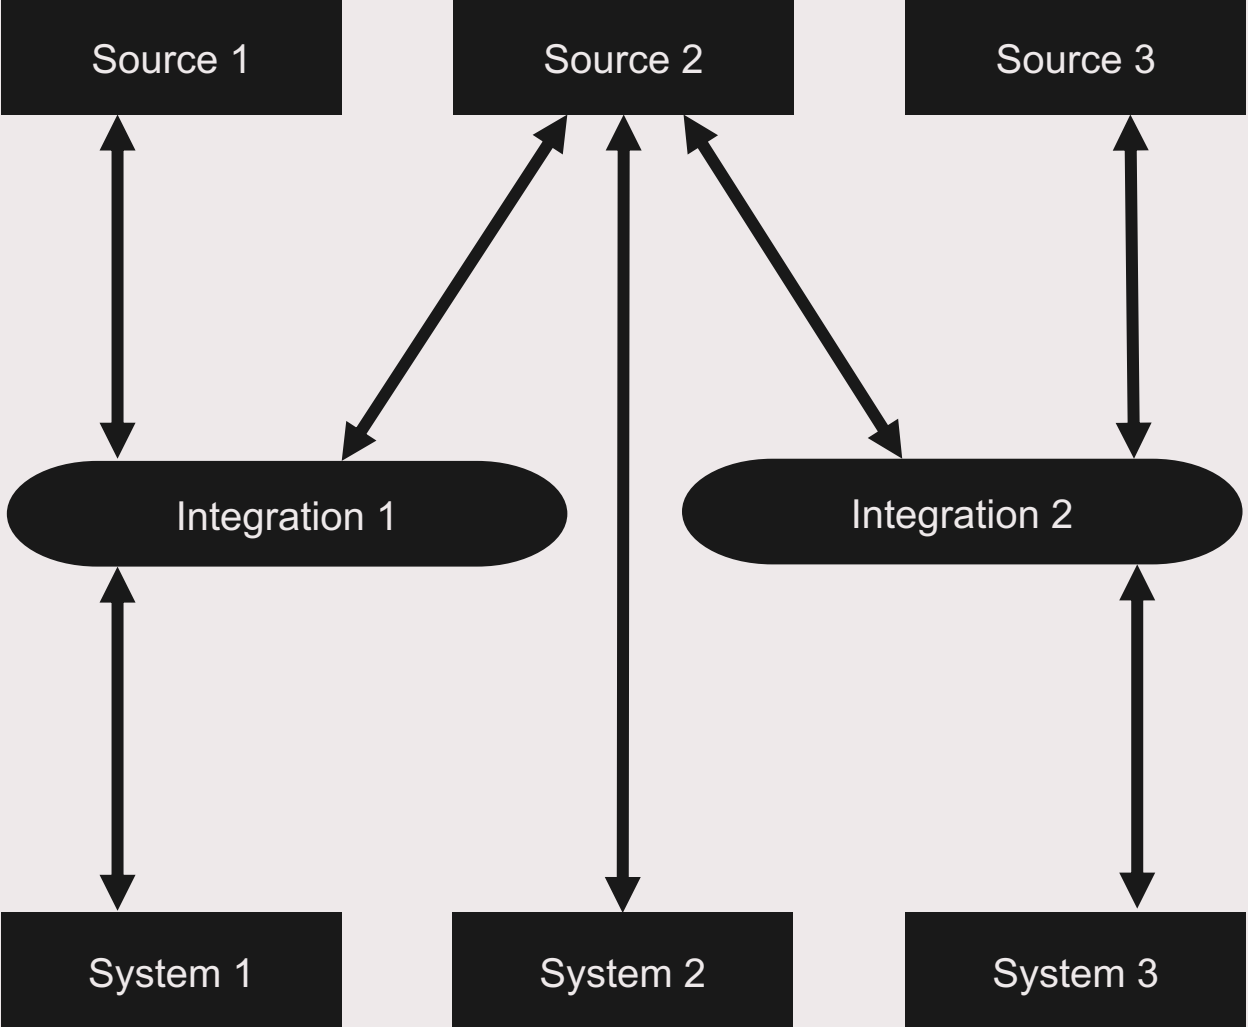 Source 1
Source 2
Source 3
Integration 1
Integration 2
System 1
System 2
System 3